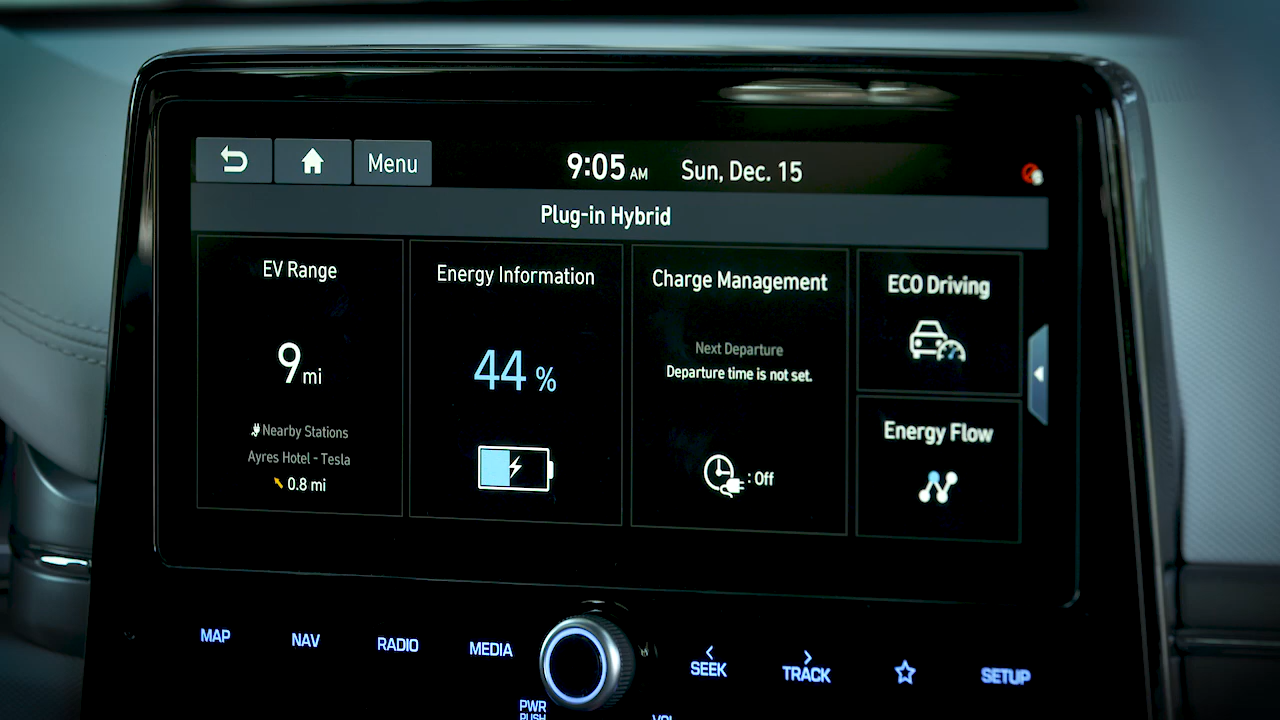 Menu
9:05 AM Sun, Dec. 15
Plug-in Hybrid
EV Range
9 mi
Nearby Stations
Ayres Hotel - Tesla
0.8 mi
Energy Information
44 %
Charge Management
Next Departure
Departure time is not set.
: Off
ECO Driving
Energy Flow
MAP NAV RADIO MEDIA SEEK TRACK SETUP
PWR
PUSH